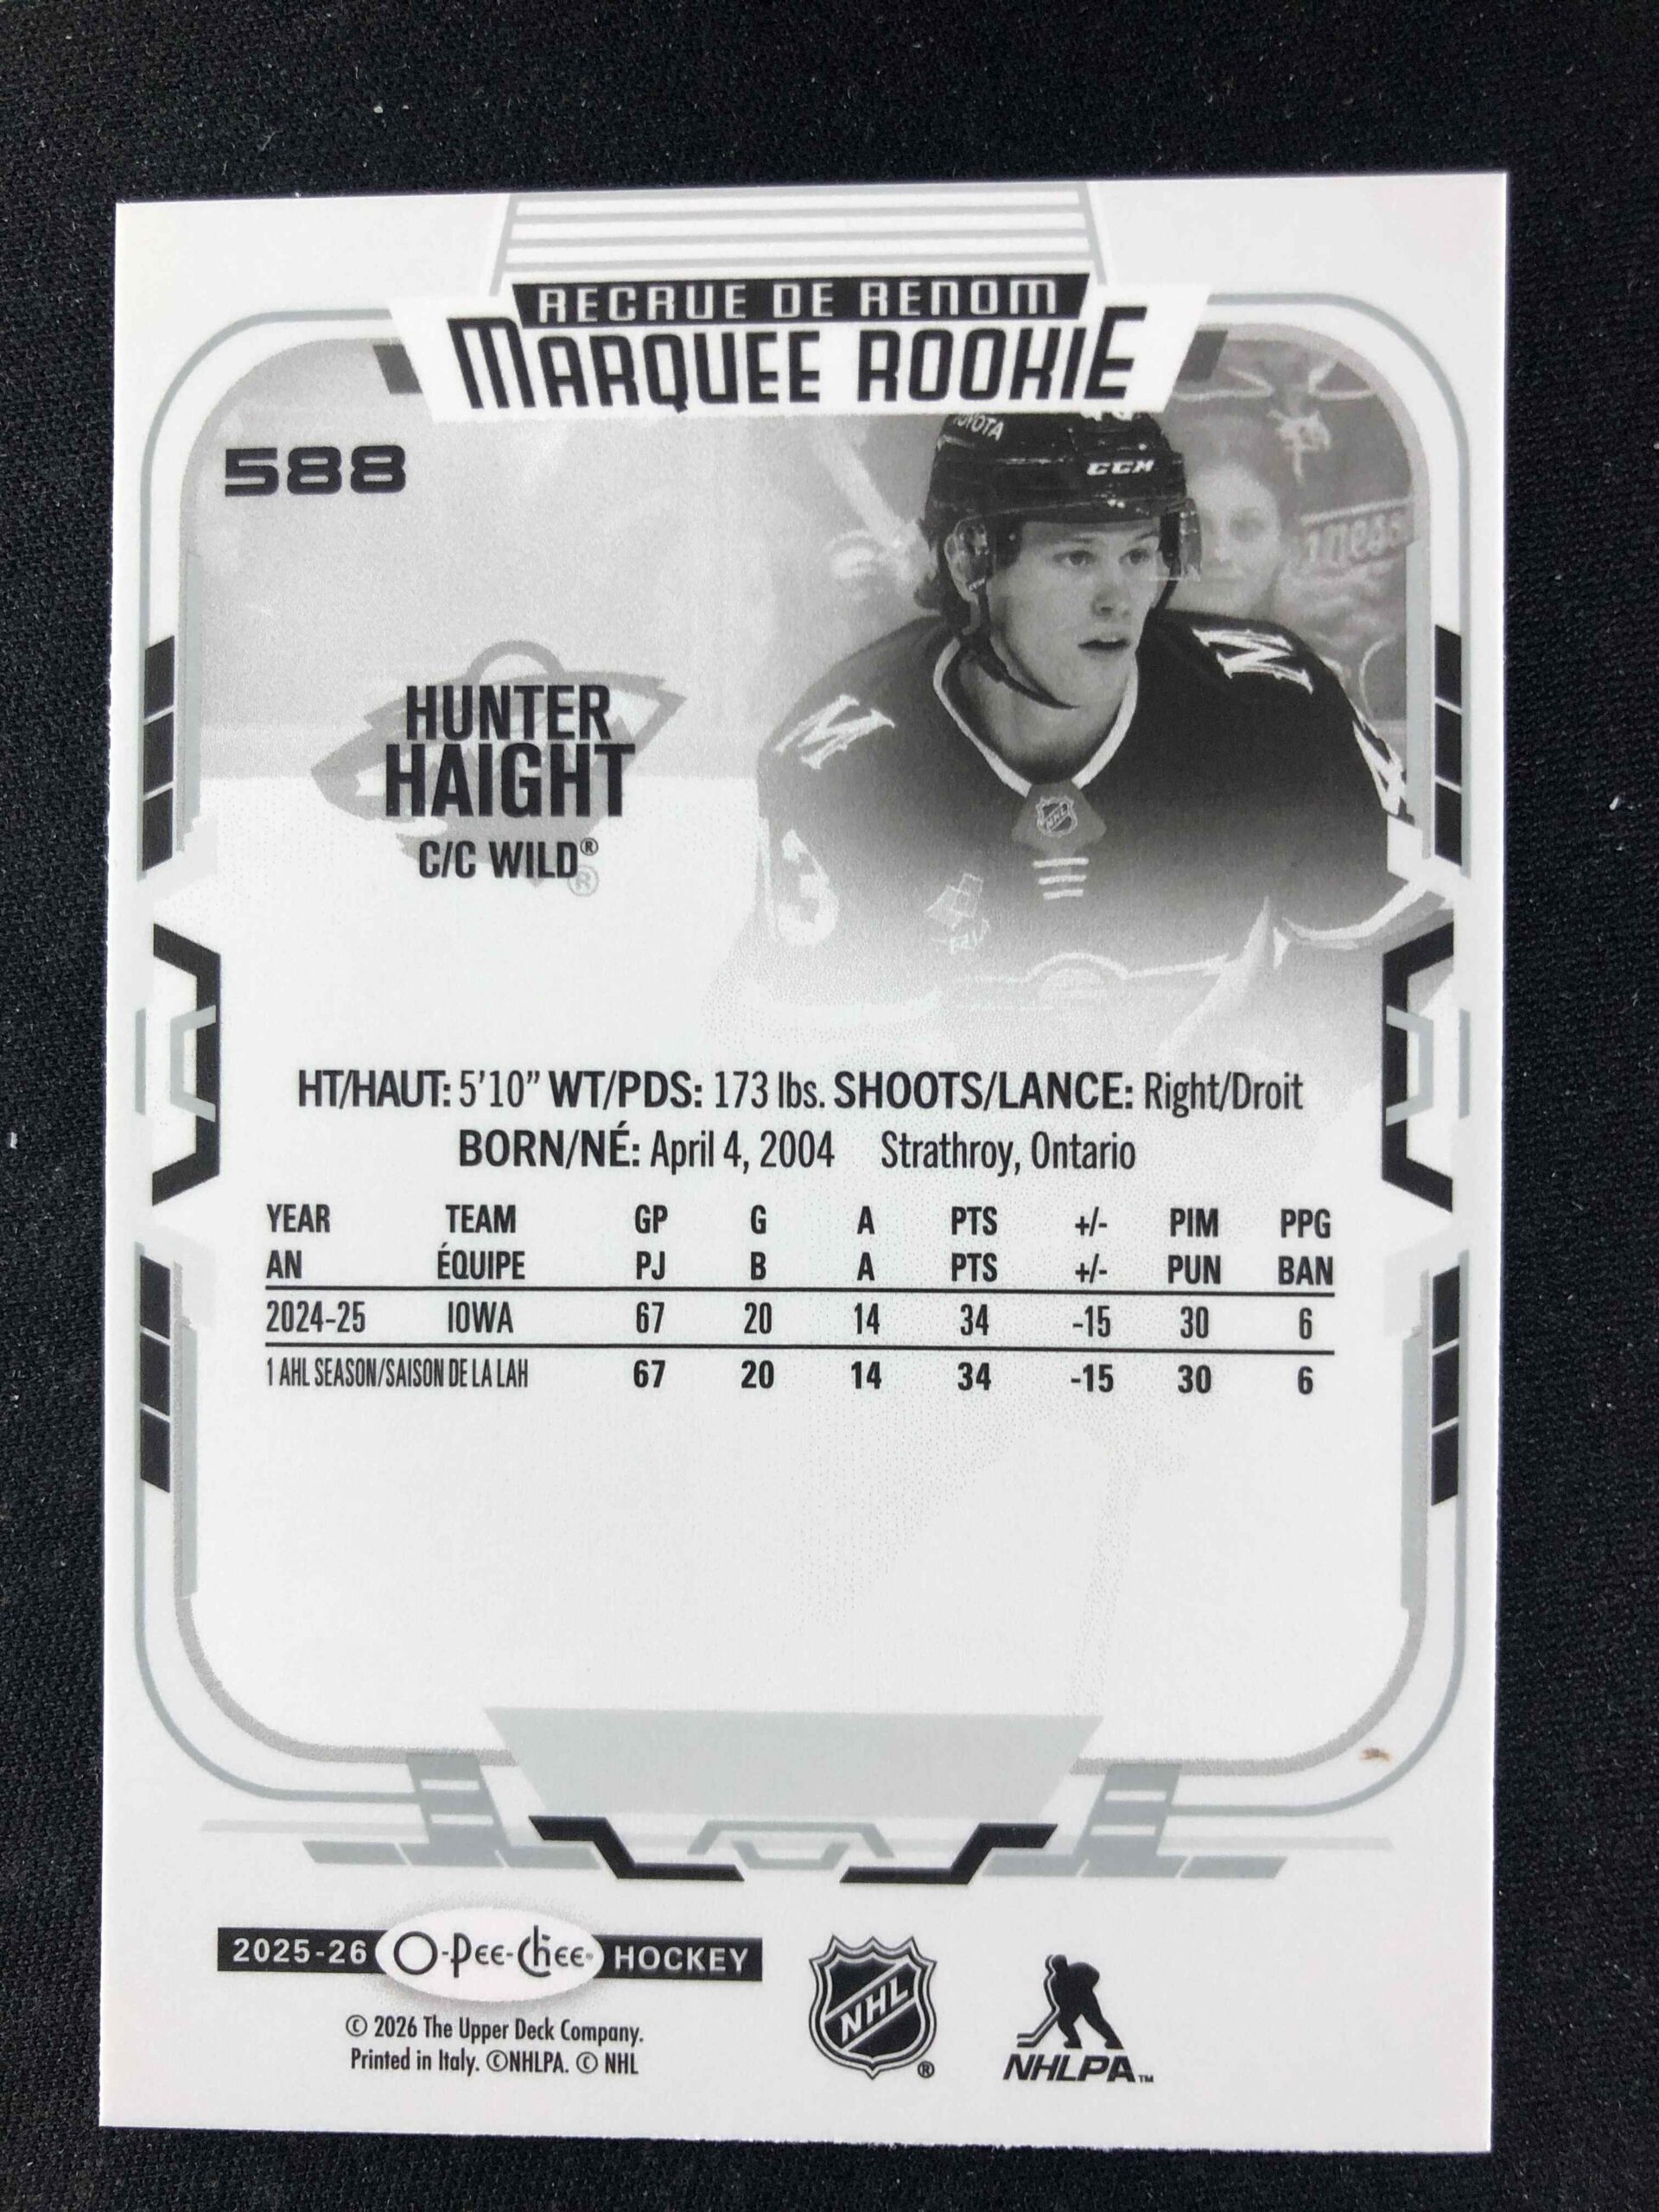 RECRUE DE RENOM
MARQUEE ROOKIE
588
TOYOTA
CCM
HUNTER
HAIGHT
C/C WILD®
®
NHL
3
HT/HAUT: 5'10" WT/PDS: 173 lbs. SHOOTS/LANCE: Right/Droit
BORN/NÉ: April 4, 2004 Strathroy, Ontario
YEAR TEAM GP G A PTS +/- PIM PPG
AN ÉQUIPE PJ B A PTS +/- PUN BAN
2024-25 IOWA 67 20 14 34 -15 30 6
1 AHL SEASON/SAISON DE LA LAH 67 20 14 34 -15 30 6
2025-26 O-Pee-Chee® HOCKEY
© 2026 The Upper Deck Company.
Printed in Italy. ©NHLPA. © NHL
NHL ®
NHLPA™